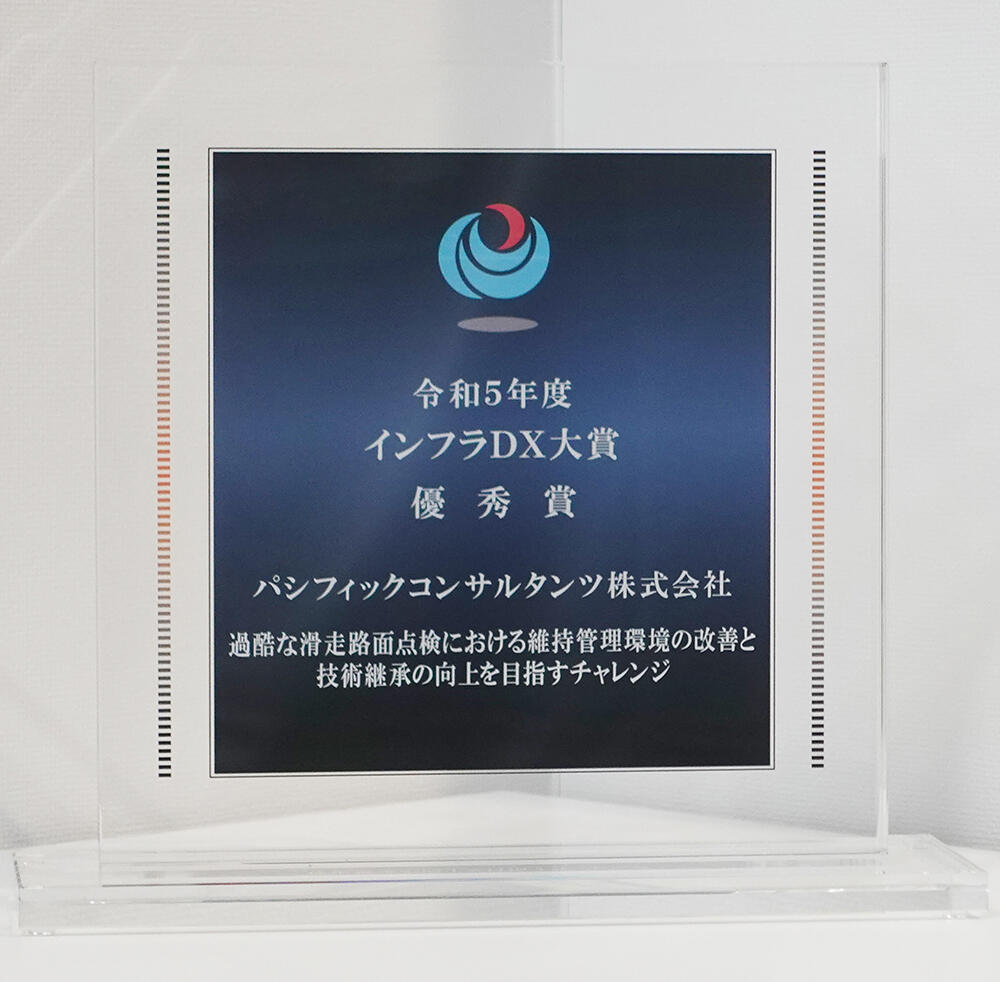 令和5年度
インフラDX大賞
優秀賞
パシフィックコンサルタンツ株式会社
過酷な滑走路面点検における維持管理環境の改善と
技術継承の向上を目指すチャレンジ